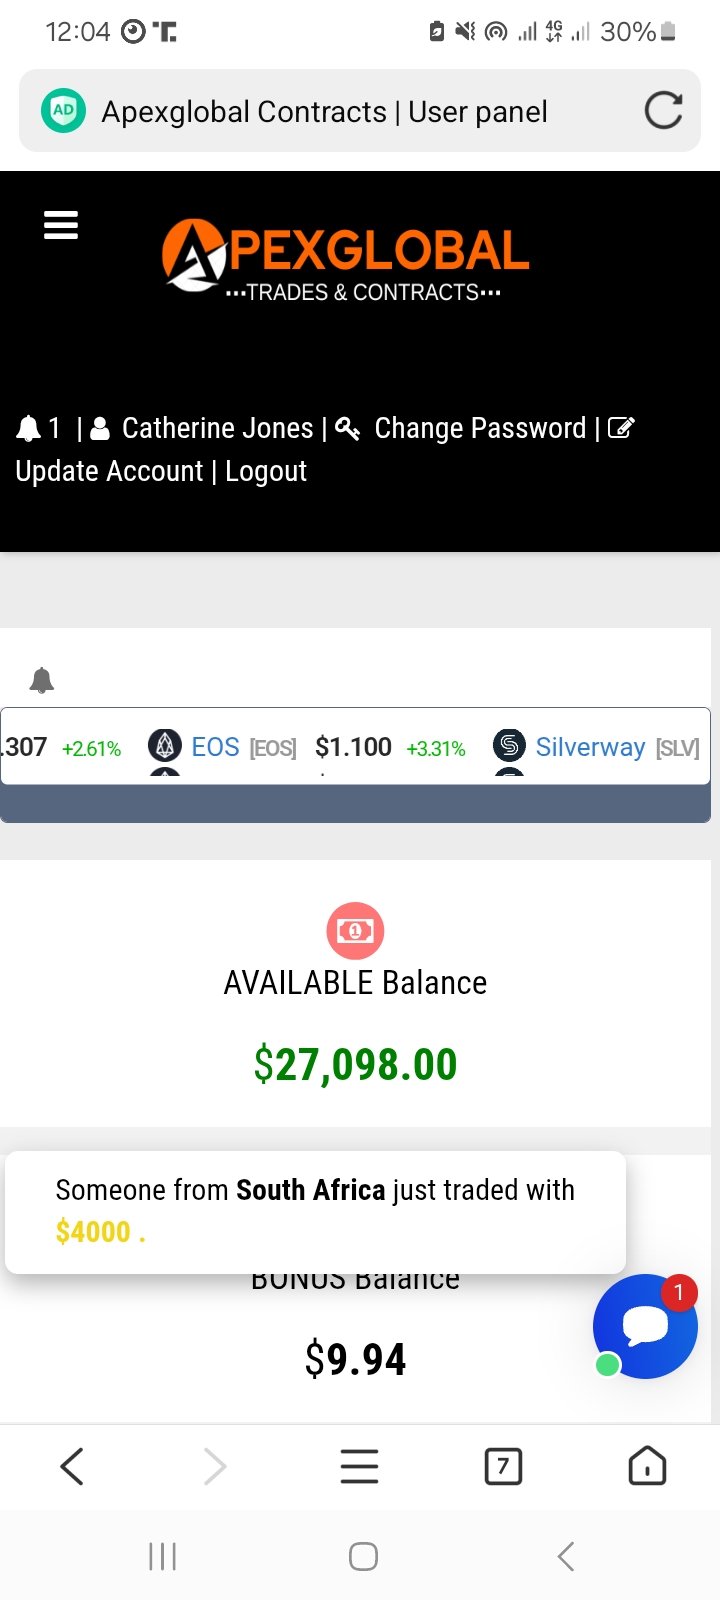 12:04
4G
30%
AD
Apexglobal Contracts | User panel
APEXGLOBAL
...TRADES & CONTRACTS...
1 | Catherine Jones | Change Password |
Update Account | Logout
.307 +2.61% EOS [EOS] $1.100 +3.31% Silverway [SLV]
AVAILABLE Balance
$27,098.00
Someone from South Africa just traded with
$4000 .
BONUS Balance
1
$9.94
7